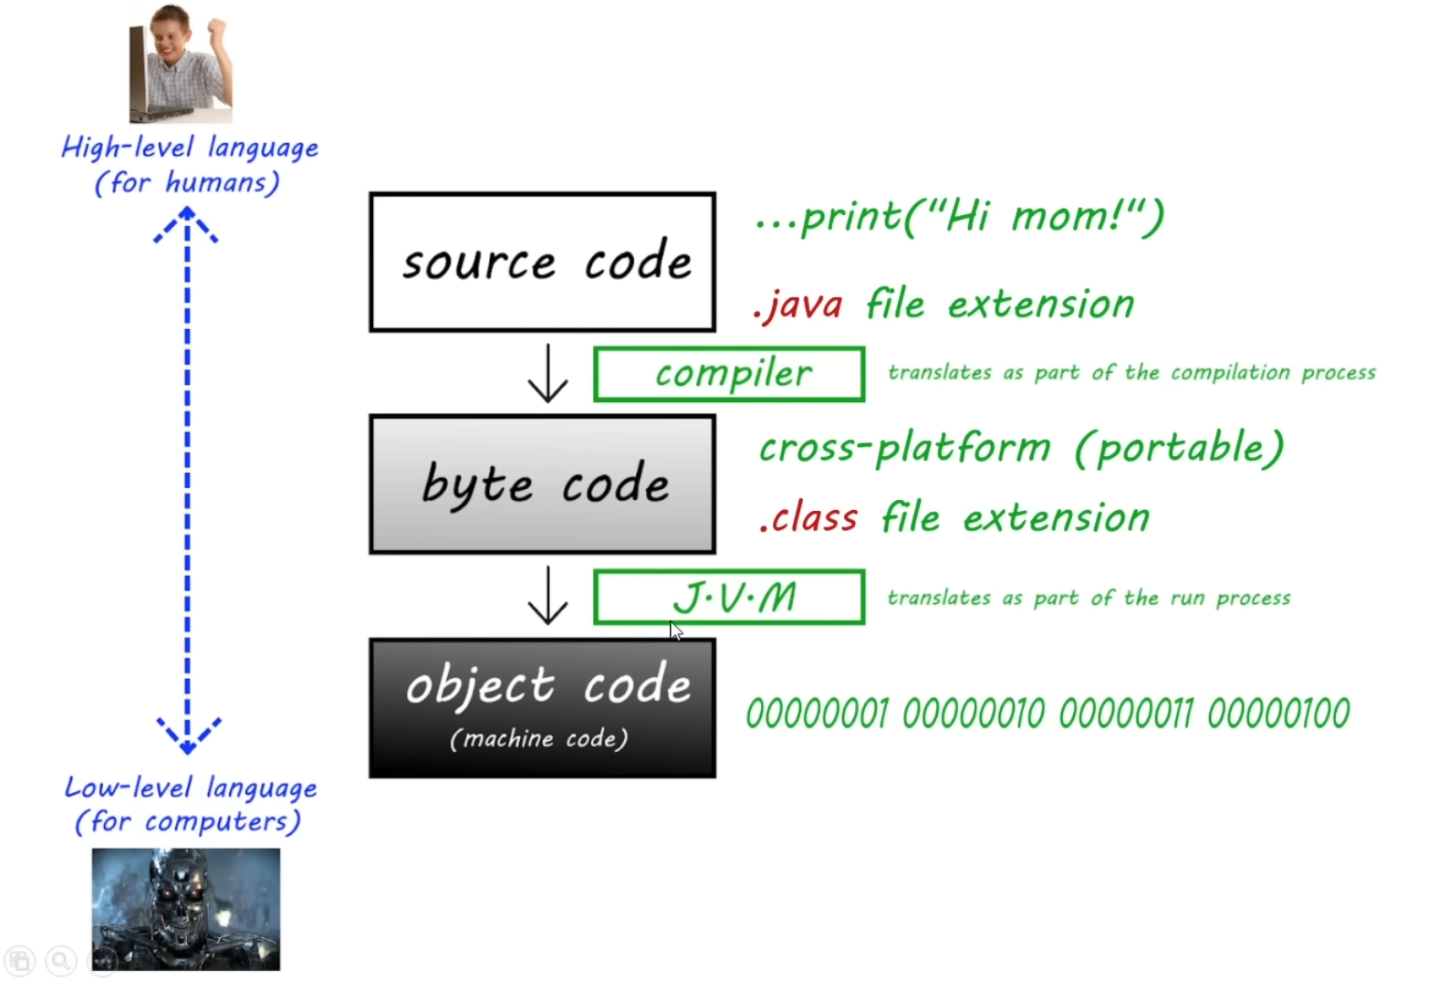 High-level language
(for humans)
source code
...print("Hi mom!")
.java file extension
compiler
translates as part of the compilation process
byte code
cross-platform (portable)
.class file extension
J.V.M
translates as part of the run process
object code
(machine code)
00000001 00000010 00000011 00000100
Low-level language
(for computers)